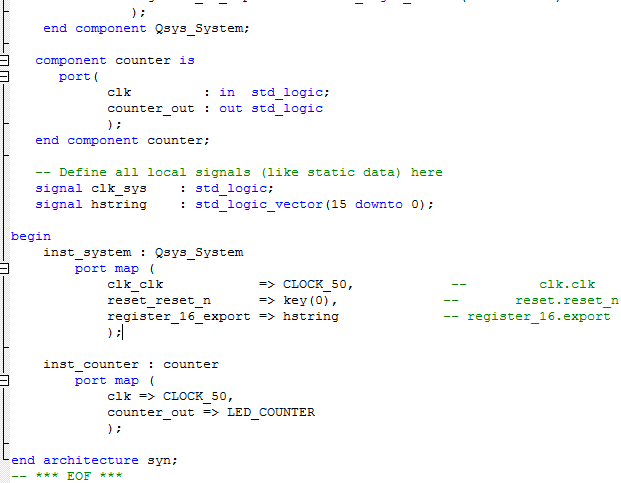 );
end component Qsys_System;
component counter is
port(
clk : in std_logic;
counter_out : out std_logic
);
end component counter;
-- Define all local signals (like static data) here
signal clk_sys : std_logic;
signal hstring : std_logic_vector(15 downto 0);
begin
inst_system : Qsys_System
port map (
clk_clk => CLOCK_50, -- clk.clk
reset_reset_n => key(0), -- reset.reset_n
register_16_export => hstring -- register_16.export
);
inst_counter : counter
port map (
clk => CLOCK_50,
counter_out => LED_COUNTER
);
end architecture syn;
-- *** EOF ***